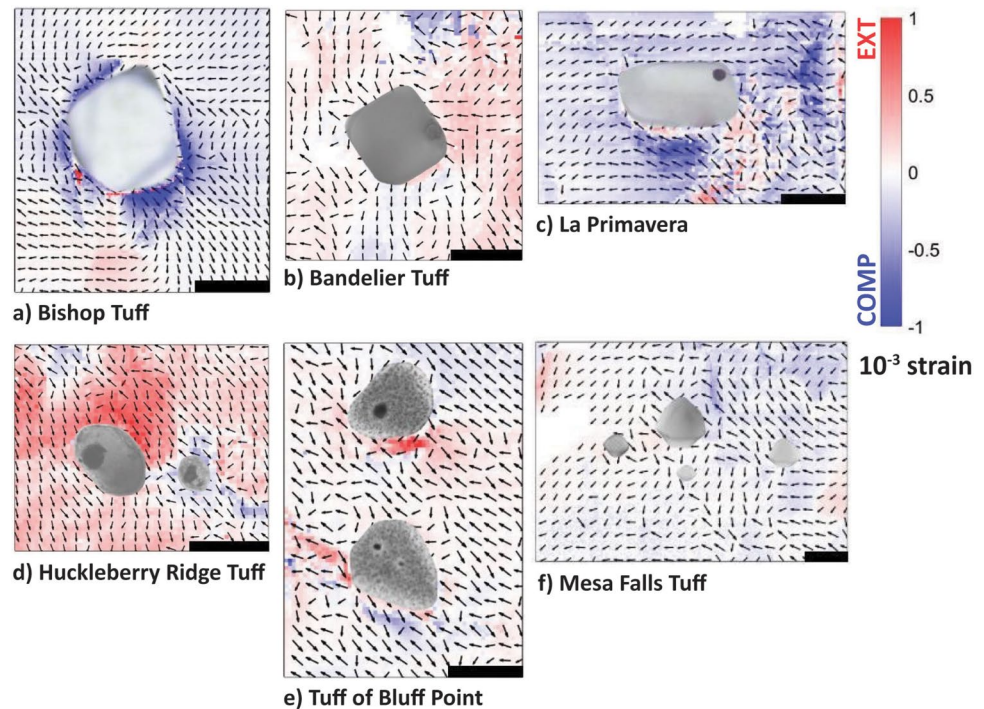 a) Bishop Tuff
b) Bandelier Tuff
c) La Primavera
EXT
COMP
1
0.5
0
-0.5
-1
10⁻³ strain
d) Huckleberry Ridge Tuff
e) Tuff of Bluff Point
f) Mesa Falls Tuff